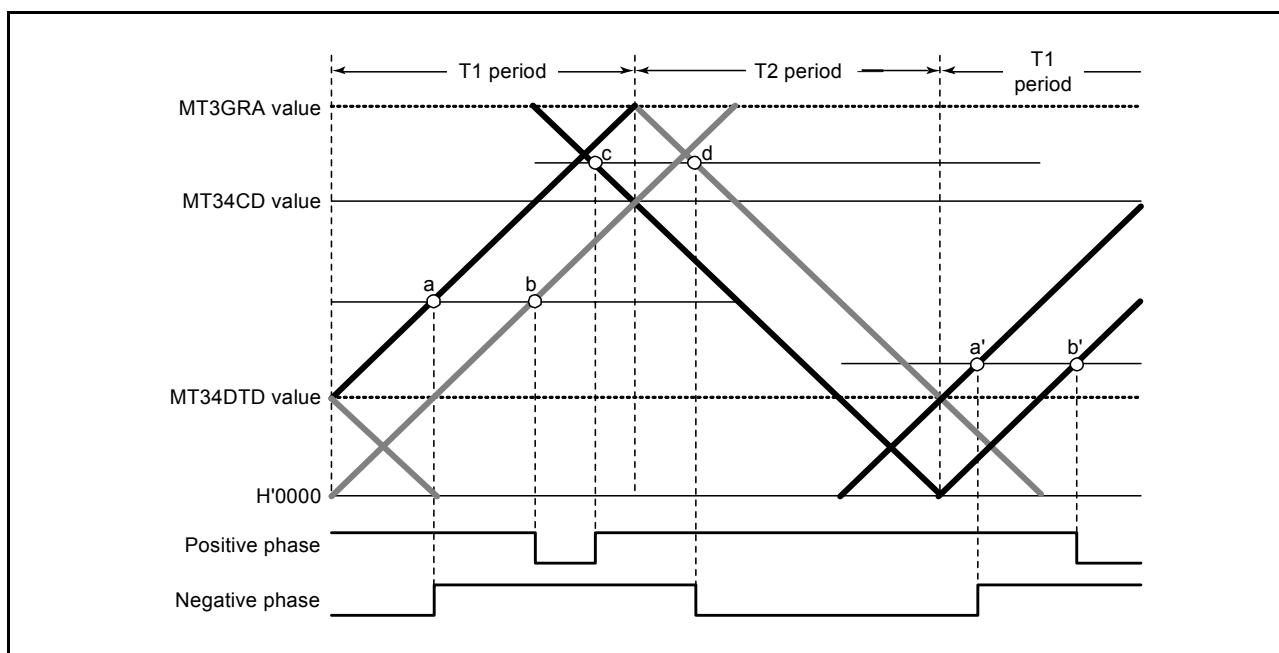 T1 period
T2 period
T1
period
MT3GRA value
c
d
MT34CD value
a
b
a'
b'
MT34DTD value
H'0000
Positive phase
Negative phase